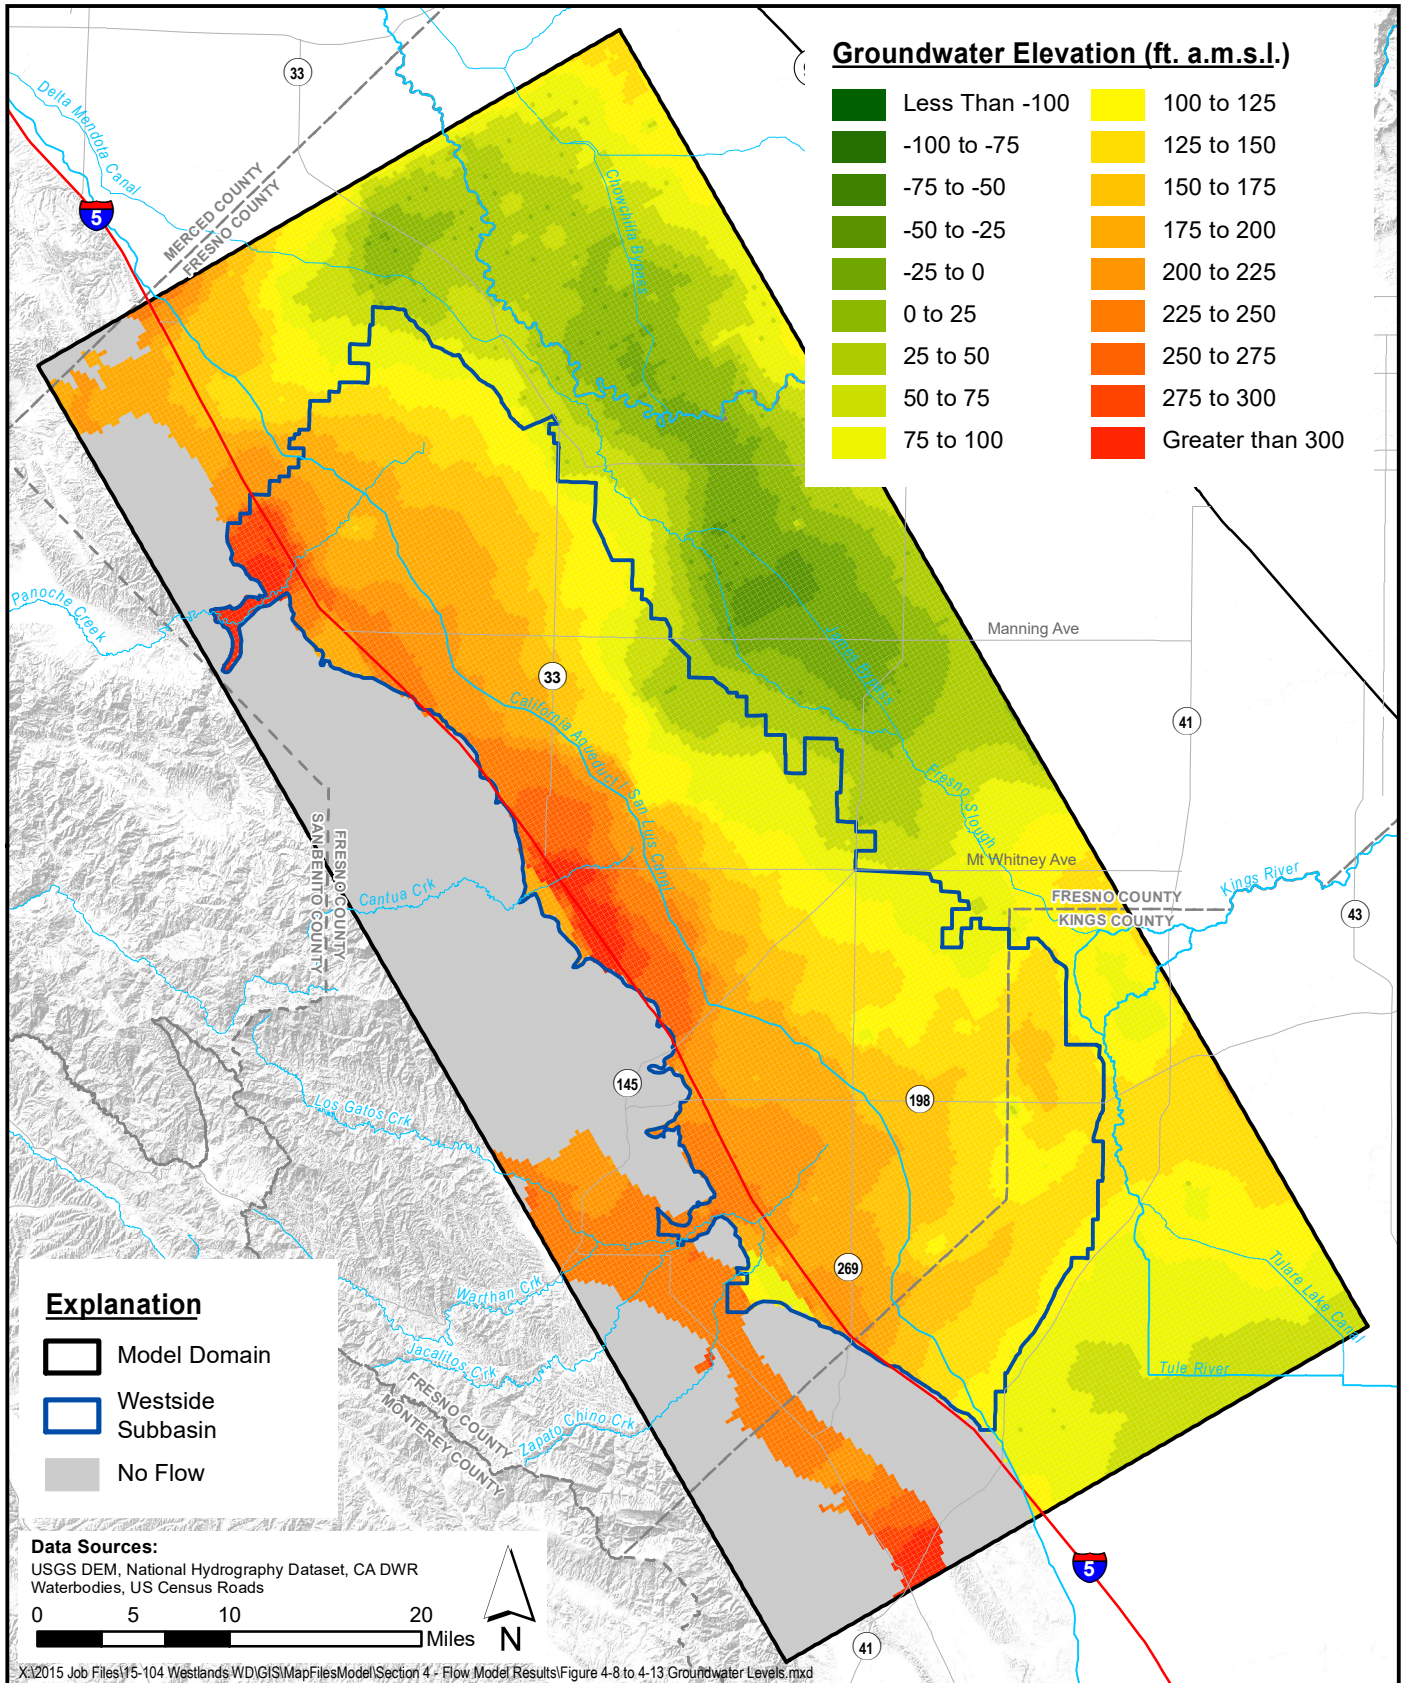 Groundwater Elevation (ft. a.m.s.l.)
Less Than -100
-100 to -75
-75 to -50
-50 to -25
-25 to 0
0 to 25
25 to 50
50 to 75
75 to 100
100 to 125
125 to 150
150 to 175
175 to 200
200 to 225
225 to 250
250 to 275
275 to 300
Greater than 300
33
Delta Mendota Canal
5
MERCED COUNTY
FRESNO COUNTY
Chowchilla Bypass
Panoche Creek
Manning Ave
James Bypass
33
41
California Aqueduct / San Luis Canal
Fresno Slough
SAN BENITO COUNTY
FRESNO COUNTY
Mt Whitney Ave
Cantua Crk
Kings River
FRESNO COUNTY
KINGS COUNTY
43
145
Los Gatos Crk
198
269
Warthan Crk
Tulare Lake Canal
Jacalitos Crk
Tule River
FRESNO COUNTY
MONTEREY COUNTY
Zapato Chino Crk
5
41
Explanation
Model Domain
Westside
Subbasin
No Flow
Data Sources:
USGS DEM, National Hydrography Dataset, CA DWR
Waterbodies, US Census Roads
0 5 10 20
Miles
N
X:\2015 Job Files\15-104 Westlands WD\GIS\MapFilesModel\Section 4 - Flow Model Results\Figure 4-8 to 4-13 Groundwater Levels.mxd